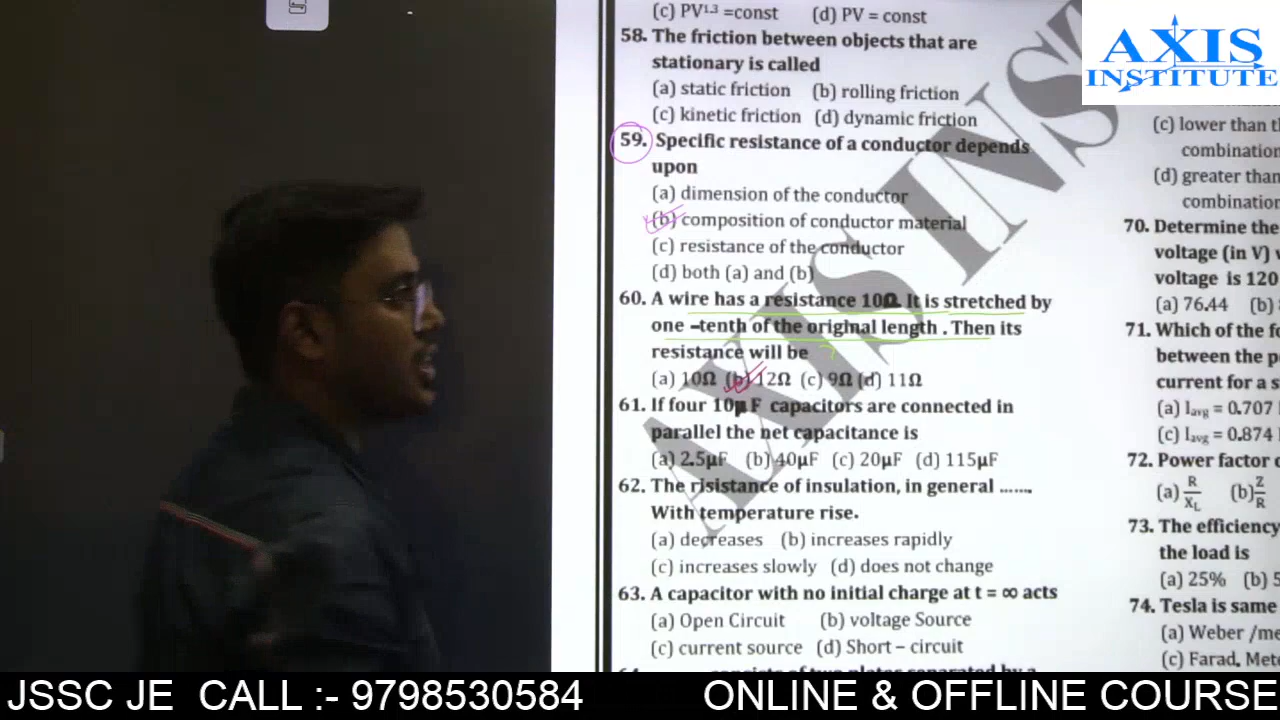 (c) PV¹·³ =const (d) PV = const
58. The friction between objects that are
stationary is called
(a) static friction (b) rolling friction
(c) kinetic friction (d) dynamic friction
59. Specific resistance of a conductor depends
upon
(a) dimension of the conductor
(b) composition of conductor material
(c) resistance of the conductor
(d) both (a) and (b)
60. A wire has a resistance 10Ω. It is stretched by
one –tenth of the original length . Then its
resistance will be ?
(a) 10Ω (b) 12Ω (c) 9Ω (d) 11Ω
61. If four 10µ F capacitors are connected in
parallel the net capacitance is
(a) 2.5µF (b) 40µF (c) 20µF (d) 115µF
62. The risistance of insulation, in general .......
With temperature rise.
(a) decreases (b) increases rapidly
(c) increases slowly (d) does not change
63. A capacitor with no initial charge at t = ∞ acts
(a) Open Circuit (b) voltage Source
(c) current source (d) Short – circuit
AXIS INST
AXIS
INSTITUTE
(c) lower than
combination
(d) greater than
combination
70. Determine the
voltage (in V)
voltage is 120
(a) 76.44 (b)
71. Which of the
between the
current for a
(a) Iavg = 0.707
(c) Iavg = 0.874
72. Power factor
(a) R/XL (b) Z/R
73. The efficiency
the load is
(a) 25% (b) 5
74. Tesla is same
(a) Weber /me
(c) Farad, Mete
JSSC JE CALL :- 9798530584 ONLINE & OFFLINE COURSE